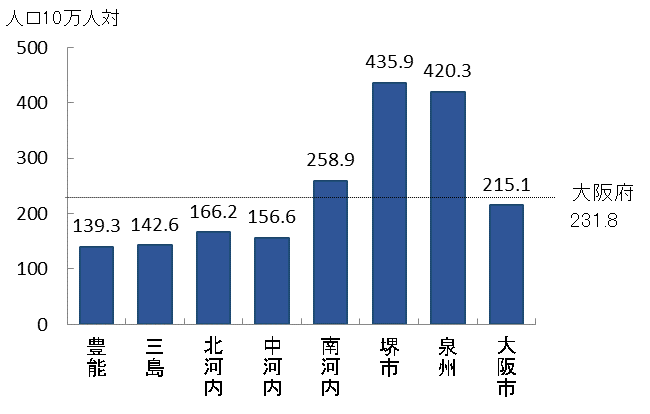 人口10万人対
500
400
300
200
100
0
139.3
142.6
166.2
156.6
258.9
435.9
420.3
215.1
大阪府
231.8
豊能
三島
北河内
中河内
南河内
堺市
泉州
大阪市